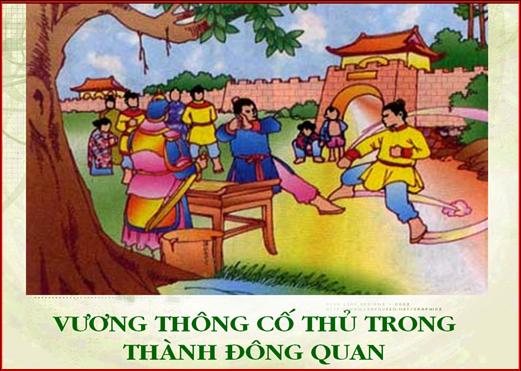 VƯƠNG THÔNG CỐ THỦ TRONG
THÀNH ĐÔNG QUAN